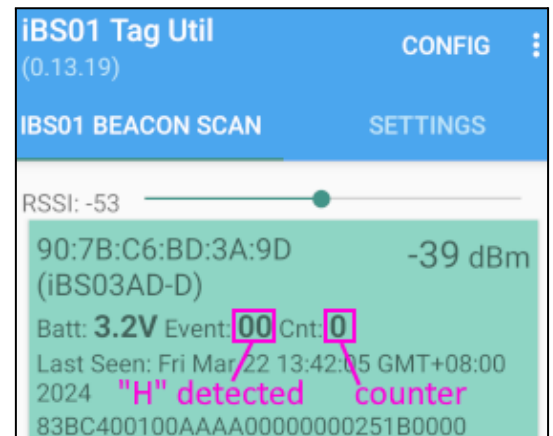 iBS01 Tag Util
CONFIG
(0.13.19)
IBS01 BEACON SCAN
SETTINGS
RSSI: -53
90:7B:C6:BD:3A:9D
-39 dBm
(iBS03AD-D)
Batt: 3.2V Event: 00 Cnt: 0
Last Seen: Fri Mar 22 13:42:05 GMT+08:00
2024
"H" detected
counter
83BC400100AAAA00000000251B0000